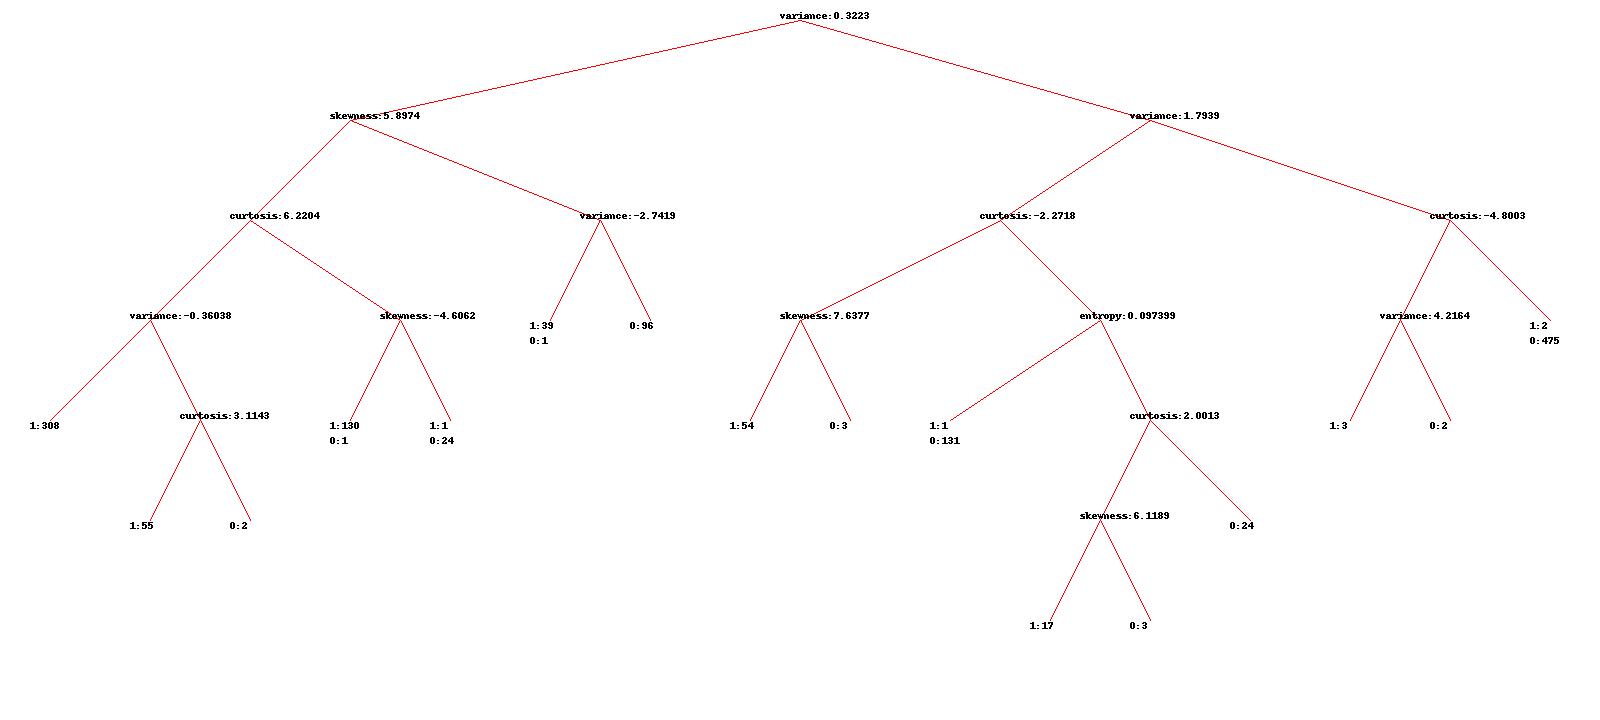 variance:0.3223
skewness:5.8974
variance:1.7939
curtosis:6.2204
variance:-2.7419
curtosis:-2.2718
curtosis:-4.8003
variance:-0.36038
skewness:-4.6062
1:39
0:1
0:96
skewness:7.6377
entropy:0.097399
variance:4.2164
1:2
0:475
1:308
curtosis:3.1143
1:130
0:1
1:1
0:24
1:54
0:3
1:1
0:131
curtosis:2.0013
1:3
0:2
1:55
0:2
skewness:6.1189
0:24
1:17
0:3